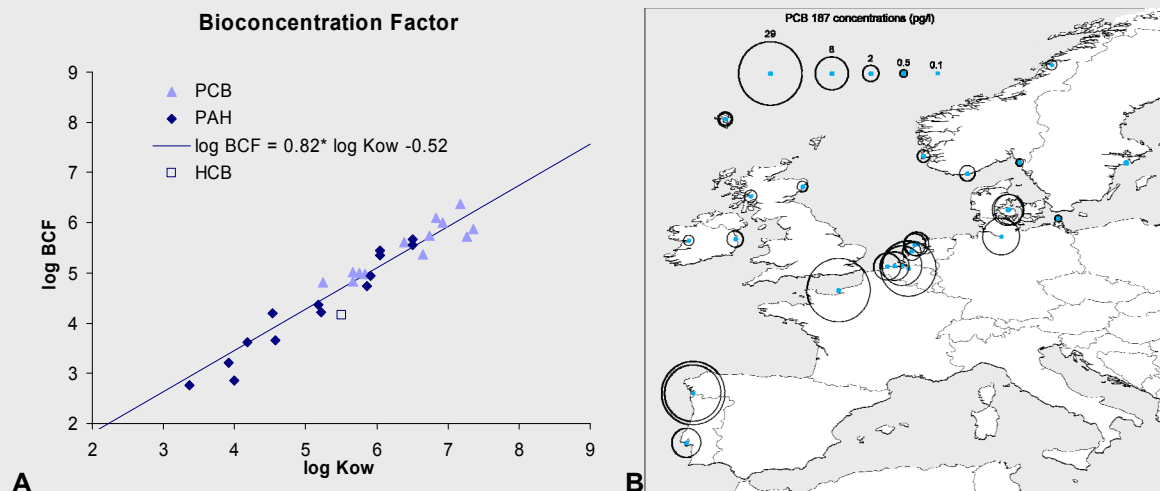 Bioconcentration Factor
9
8
7
6
5
4
3
2
log BCF
PCB
PAH
log BCF = 0.82* log Kow -0.52
HCB
2 3 4 5 6 7 8 9
log Kow
A
PCB 187 concentrations (pg/l)
29 8 2 0.5 0.1
B